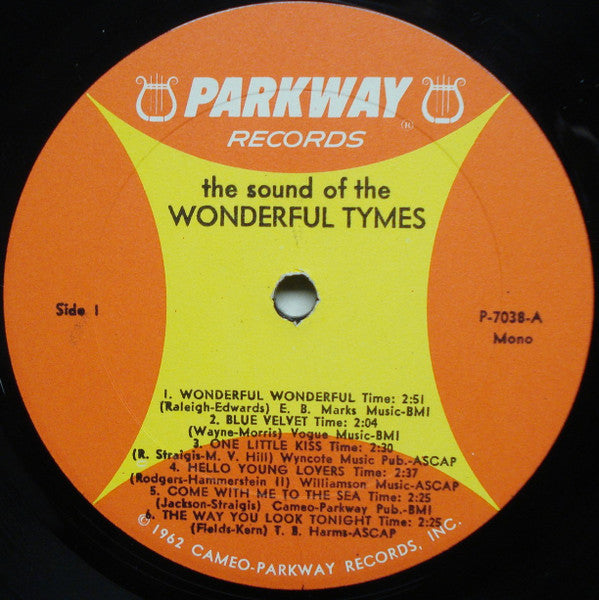 PARKWAY
®
RECORDS
the sound of the
WONDERFUL TYMES
Side 1
P-7038-A
Mono
1. WONDERFUL WONDERFUL Time: 2:51
(Raleigh-Edwards) E. B. Marks Music-BMI
2. BLUE VELVET Time: 2:04
(Wayne-Morris) Vogue Music-BMI
3. ONE LITTLE KISS Time: 2:30
(R. Straigis-M. V. Hill) Wyncote Music Pub.-ASCAP
4. HELLO YOUNG LOVERS Time: 2:37
(Rodgers-Hammerstein II) Williamson Music-ASCAP
5. COME WITH ME TO THE SEA Time: 2:25
(Jackson-Straigis) Cameo-Parkway Pub.-BMI
6. THE WAY YOU LOOK TONIGHT Time: 2:25
(Fields-Kern) T. B. Harms-ASCAP
© 1962 CAMEO-PARKWAY RECORDS, INC.